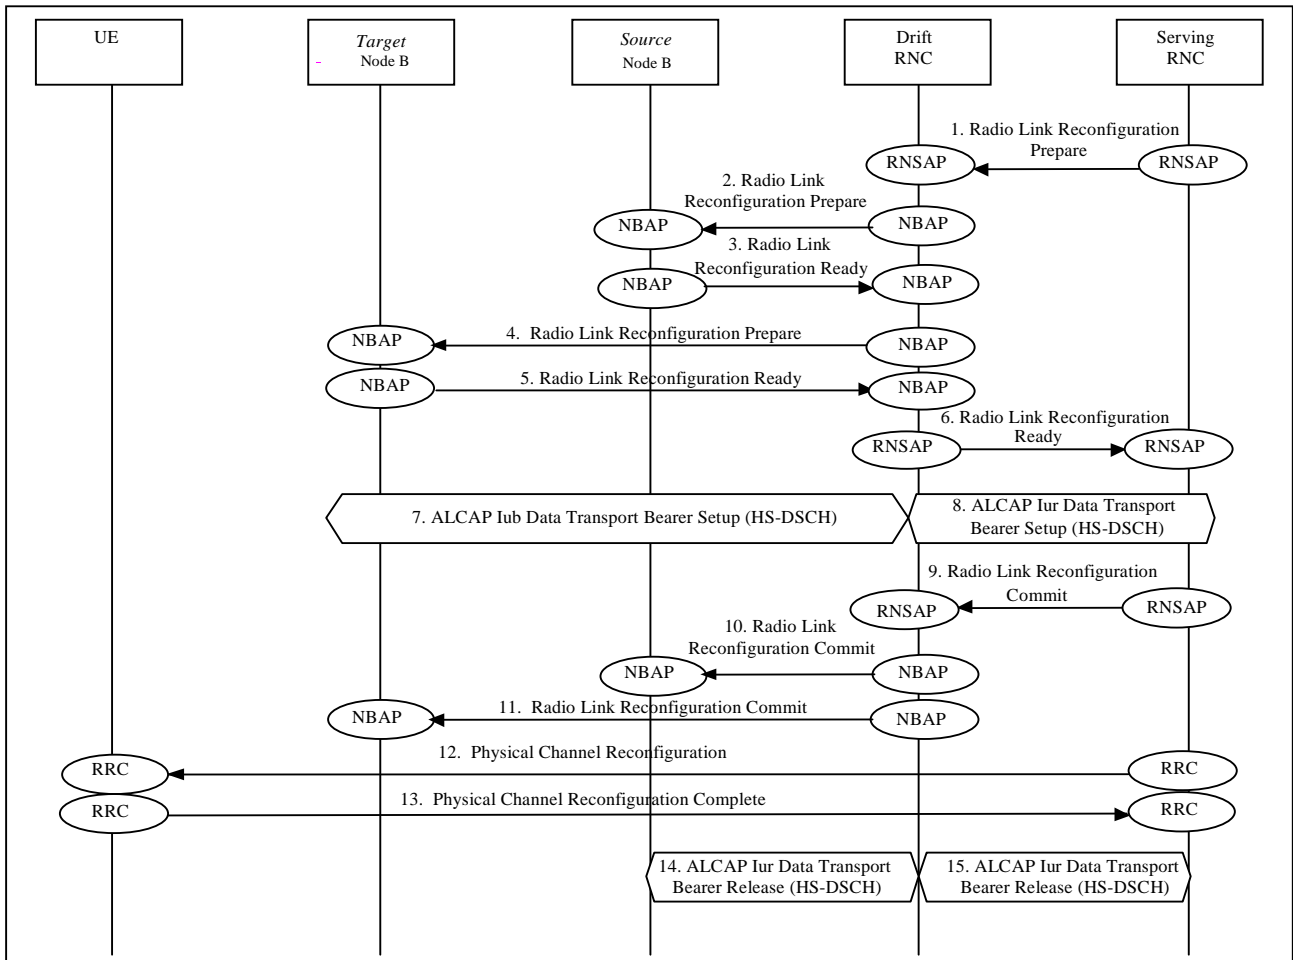 UE
Target
- Node B
Source
Node B
Drift
RNC
Serving
RNC
1. Radio Link Reconfiguration
Prepare
RNSAP
RNSAP
2. Radio Link
Reconfiguration Prepare
NBAP
NBAP
3. Radio Link
Reconfiguration Ready
NBAP
NBAP
4. Radio Link Reconfiguration Prepare
NBAP
NBAP
5. Radio Link Reconfiguration Ready
NBAP
NBAP
6. Radio Link Reconfiguration
Ready
RNSAP
RNSAP
7. ALCAP Iub Data Transport Bearer Setup (HS-DSCH)
8. ALCAP Iur Data Transport
Bearer Setup (HS-DSCH)
9. Radio Link Reconfiguration
Commit
RNSAP
RNSAP
10. Radio Link
Reconfiguration Commit
NBAP
NBAP
11. Radio Link Reconfiguration Commit
NBAP
NBAP
12. Physical Channel Reconfiguration
RRC
RRC
13. Physical Channel Reconfiguration Complete
RRC
RRC
14. ALCAP Iur Data Transport
Bearer Release (HS-DSCH)
15. ALCAP Iur Data Transport
Bearer Release (HS-DSCH)